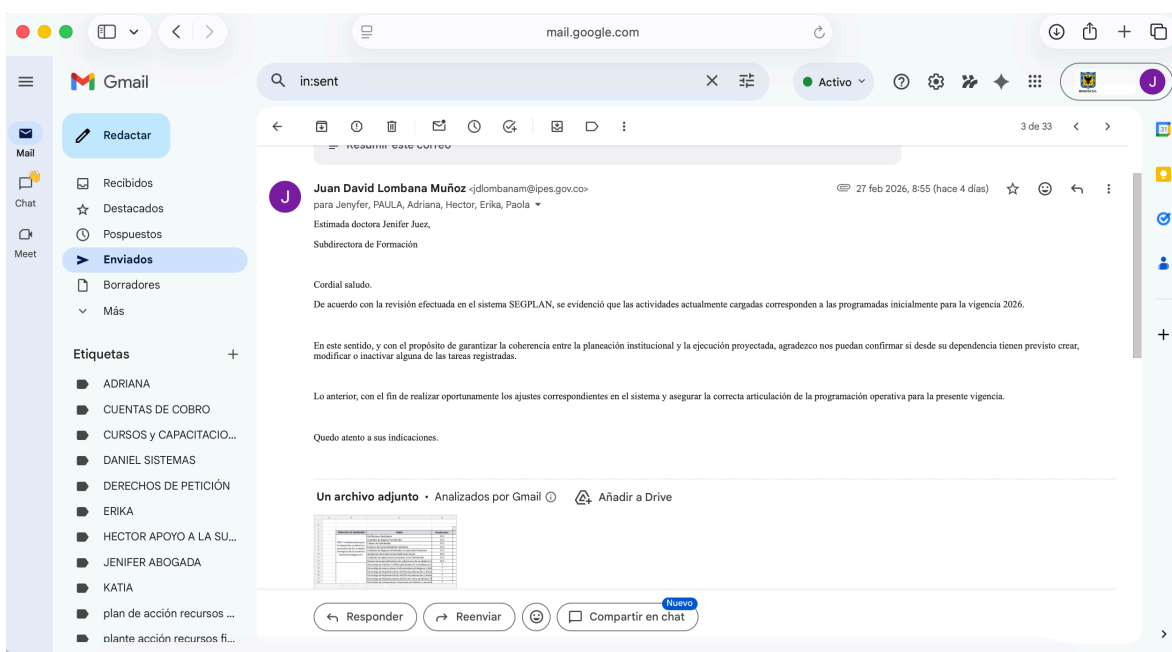 mail.google.com
Gmail
in:sent
Activo
BOGOTÁ D.C.
J
Redactar
3 de 33
31
Mail
Chat
Meet
Recibidos
Destacados
Pospuestos
Enviados
Borradores
Más
Etiquetas
ADRIANA
CUENTAS DE COBRO
CURSOS y CAPACITACIO...
DANIEL SISTEMAS
DERECHOS DE PETICIÓN
ERIKA
HECTOR APOYO A LA SU...
JENIFER ABOGADA
KATIA
plan de acción recursos ...
plante acción recursos fi...
Resumir este correo
J
Juan David Lombana Muñoz <jdlombanam@ipes.gov.co>
27 feb 2026, 8:55 (hace 4 días)
para Jenyfer, PAULA, Adriana, Hector, Erika, Paola
Estimada doctora Jenifer Juez,
Subdirectora de Formación
Cordial saludo.
De acuerdo con la revisión efectuada en el sistema SEGPLAN, se evidenció que las actividades actualmente cargadas corresponden a las programadas inicialmente para la vigencia 2026.
En este sentido, y con el propósito de garantizar la coherencia entre la planeación institucional y la ejecución proyectada, agradezco nos puedan confirmar si desde su dependencia tienen previsto crear,
modificar o inactivar alguna de las tareas registradas.
Lo anterior, con el fin de realizar oportunamente los ajustes correspondientes en el sistema y asegurar la correcta articulación de la programación operativa para la presente vigencia.
Quedo atento a sus indicaciones.
Un archivo adjunto • Analizados por Gmail
Añadir a Drive
Responder
Reenviar
Compartir en chat
Nuevo